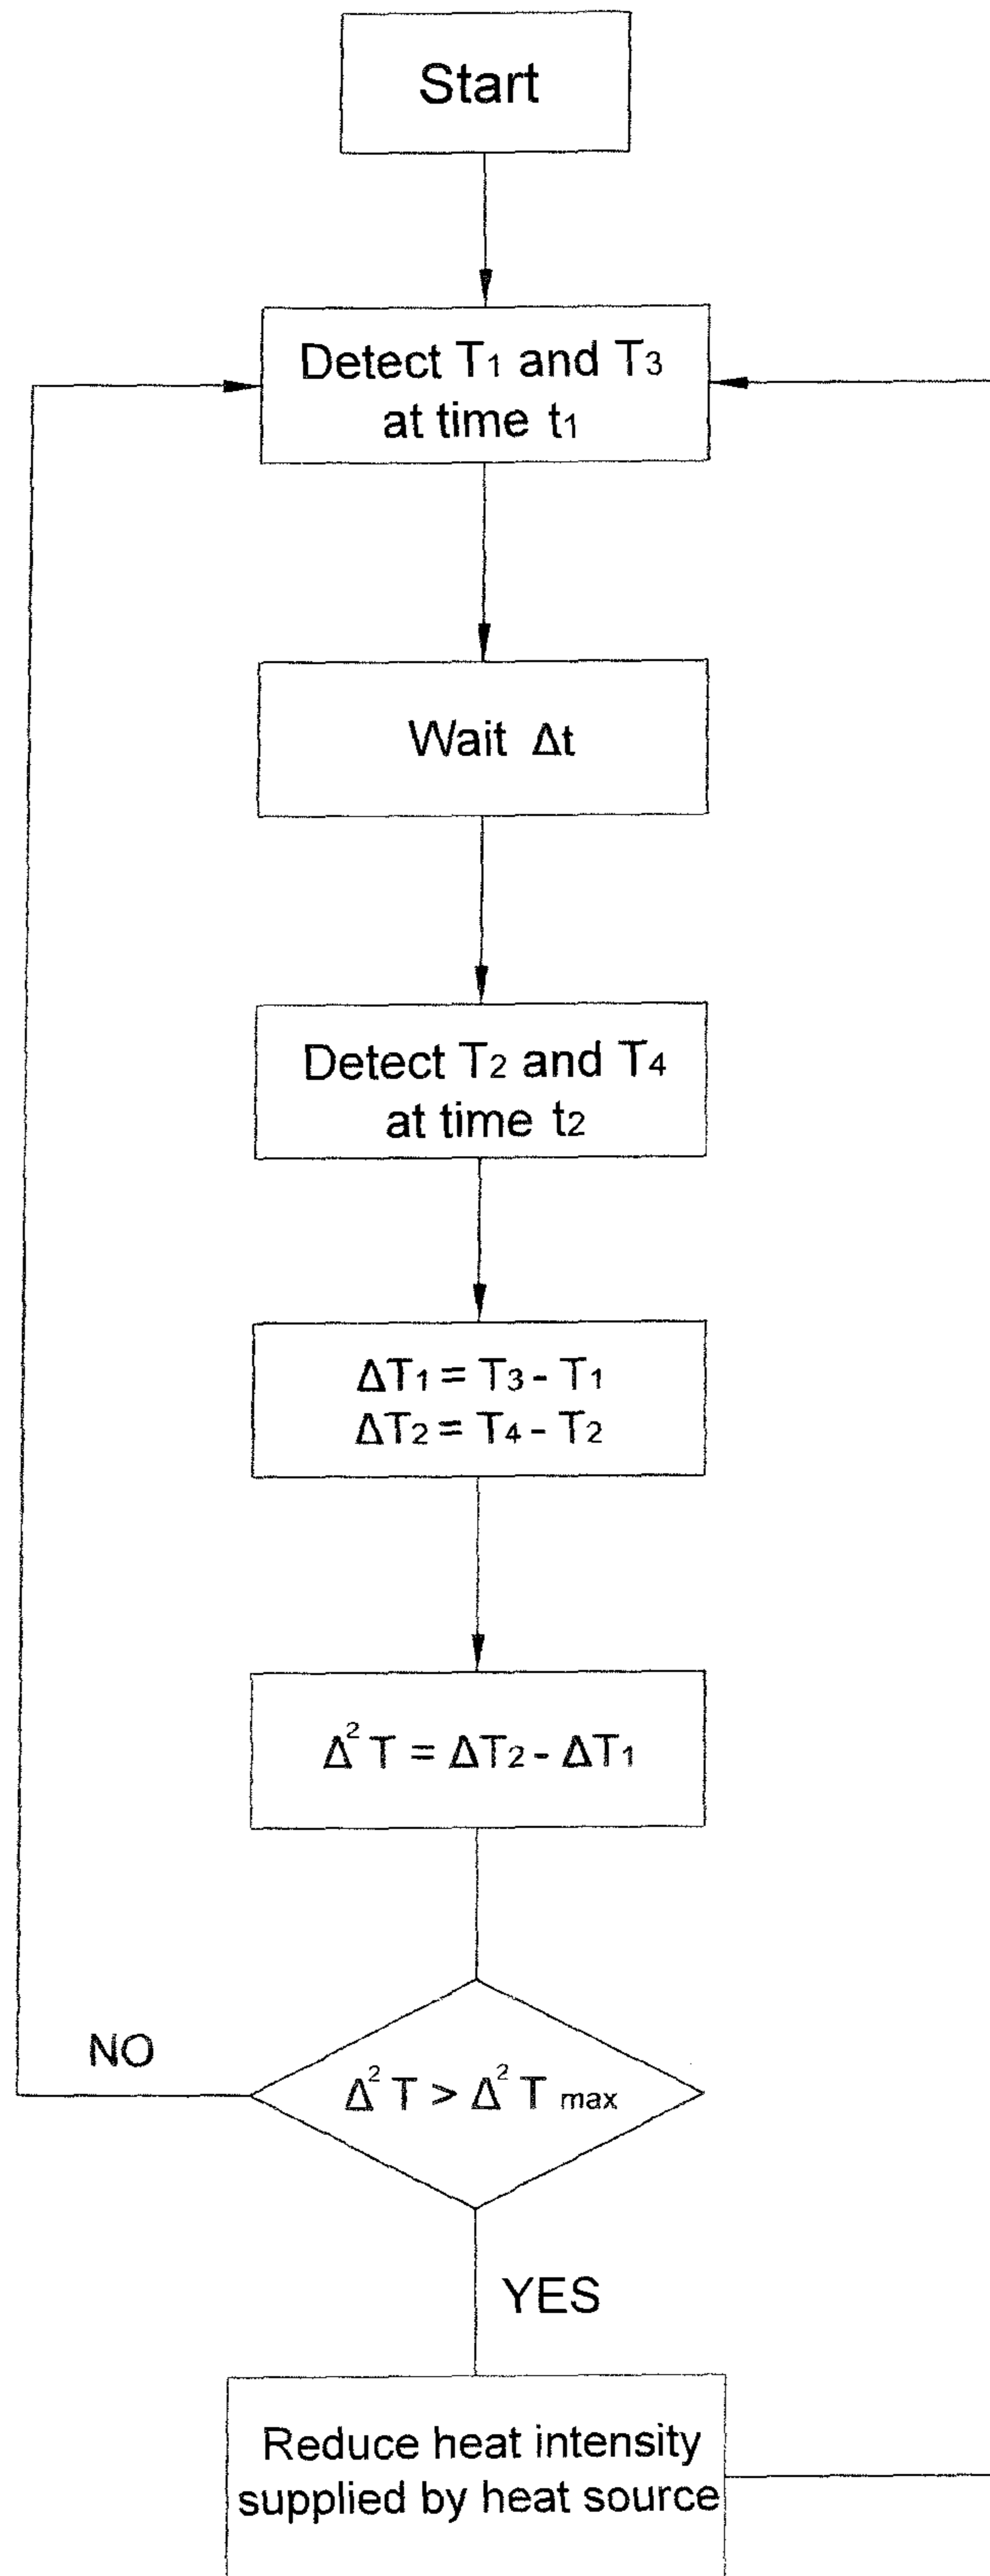 Start
Detect T₁ and T₃
at time t₁
Wait Δt
Detect T₂ and T₄
at time t₂
ΔT₁ = T₃ - T₁
ΔT₂ = T₄ - T₂
Δ² T = ΔT₂ - ΔT₁
NO
Δ² T > Δ² T max
YES
Reduce heat intensity
supplied by heat source